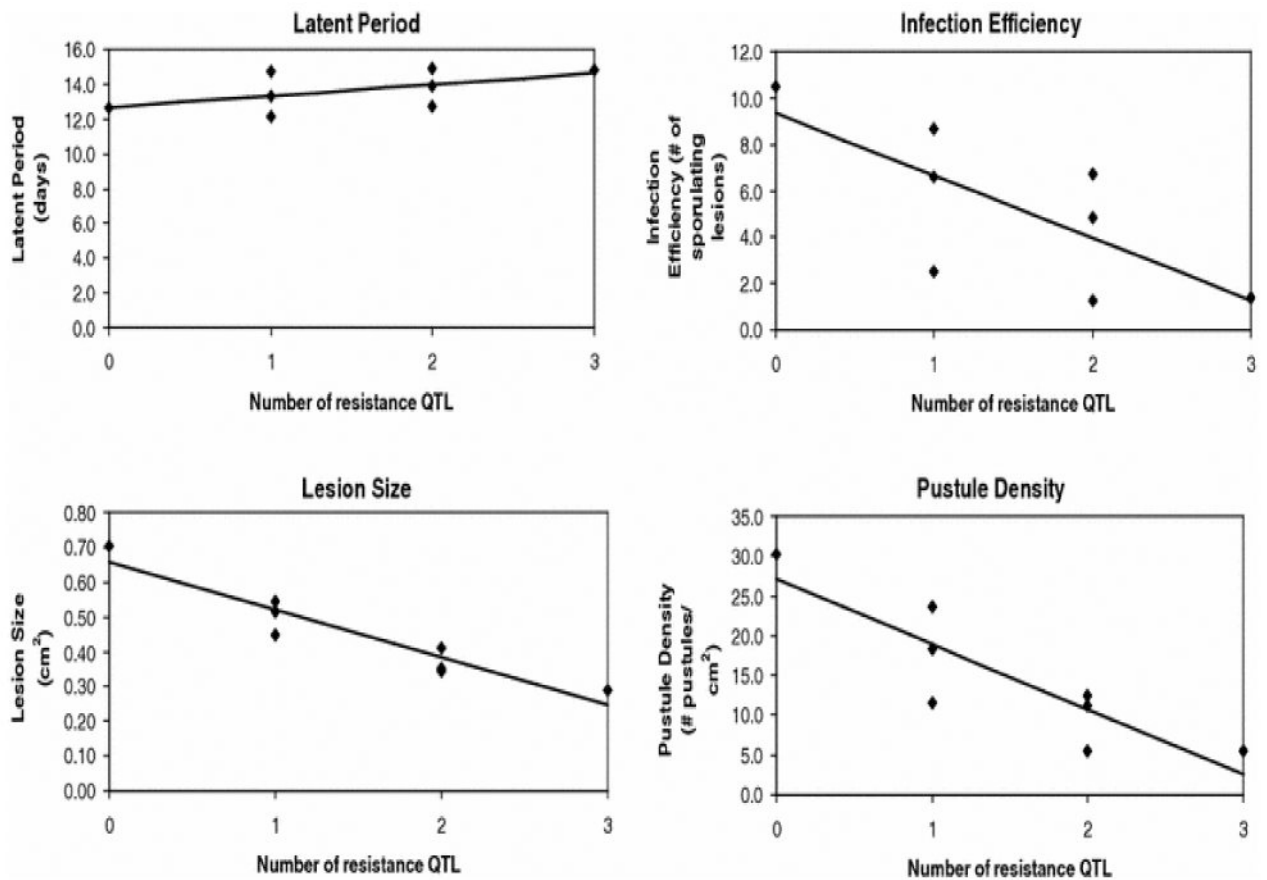 Latent Period
16.0
14.0
12.0
10.0
8.0
6.0
4.0
2.0
0.0
Latent Period
(days)
0 1 2 3
Number of resistance QTL
Infection Efficiency
12.0
10.0
8.0
6.0
4.0
2.0
0.0
Infection
Efficiency (# of
sporulating
lesions)
0 1 2 3
Number of resistance QTL
Lesion Size
0.80
0.70
0.60
0.50
0.40
0.30
0.20
0.10
0.00
Lesion Size
(cm²)
0 1 2 3
Number of resistance QTL
Pustule Density
35.0
30.0
25.0
20.0
15.0
10.0
5.0
0.0
Pustule Density
(# pustules/
cm²)
0 1 2 3
Number of resistance QTL